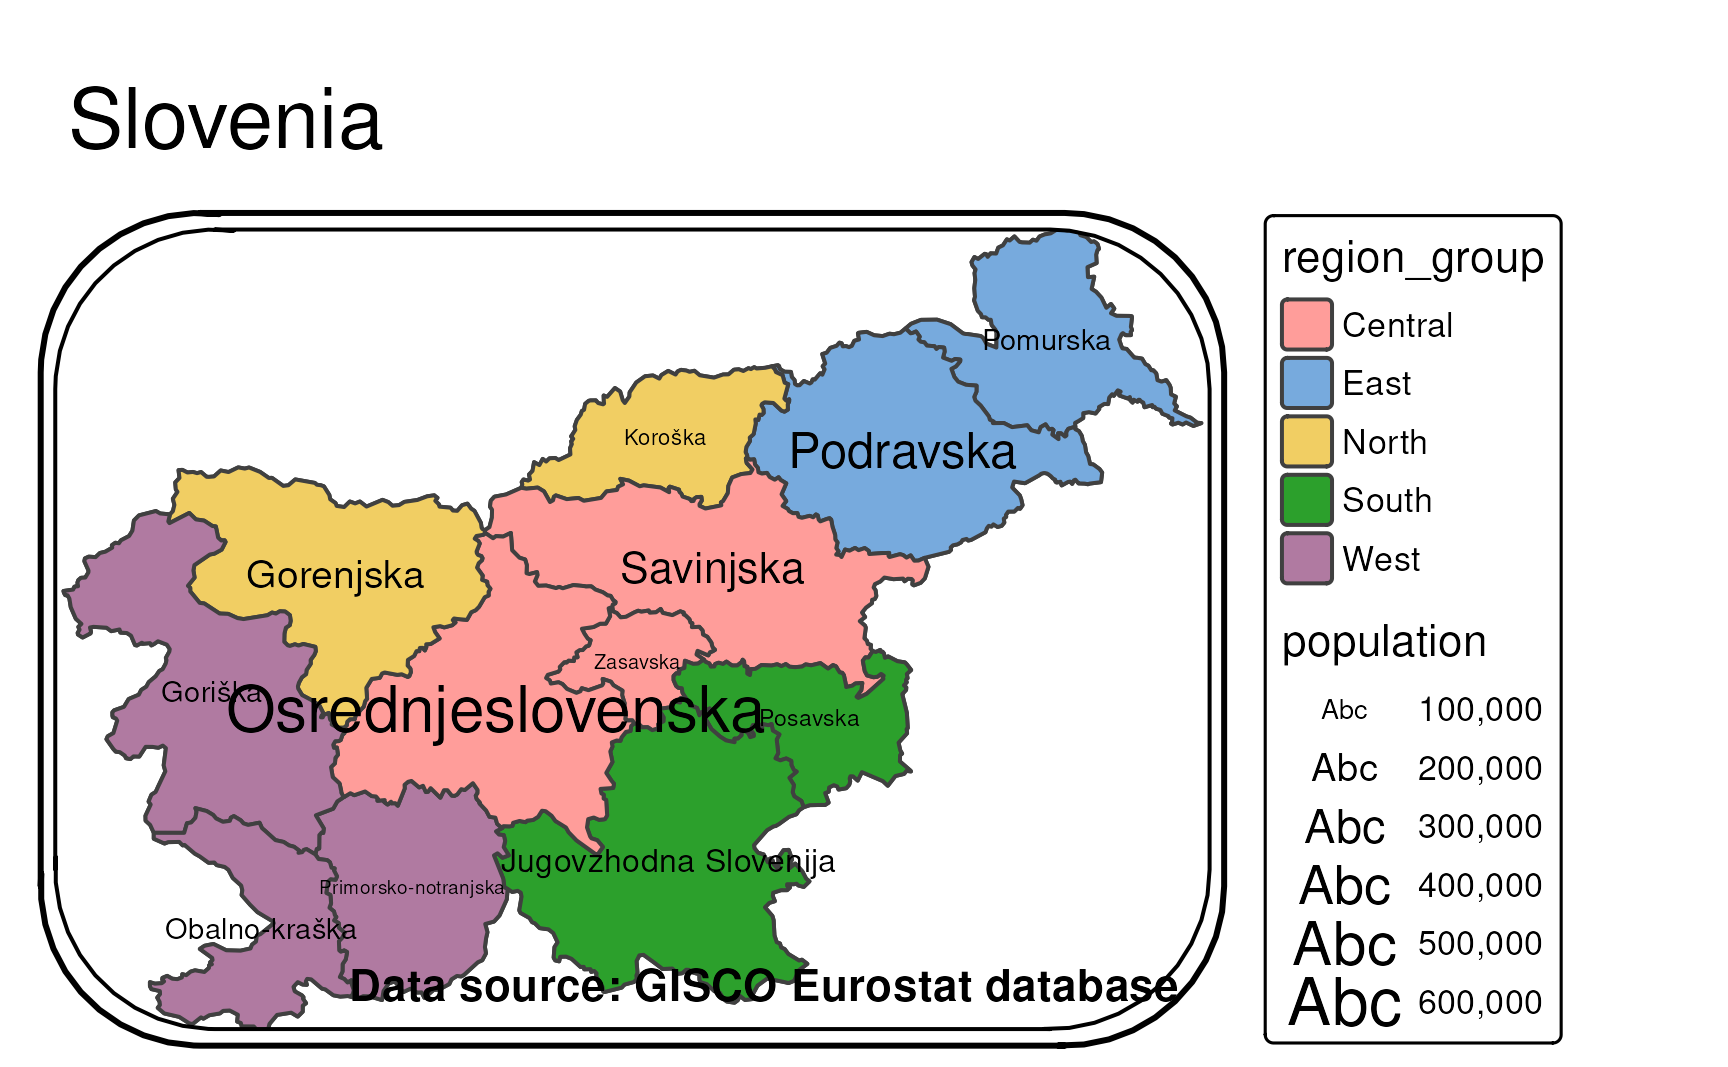 Slovenia
Pomurska
Koroška
Podravska
Savinjska
Gorenjska
Zasavska
Goriška
Osrednjeslovenska
Posavska
Jugovzhodna Slovenija
Primorsko-notranjska
Obalno-kraška
Data source: GISCO Eurostat database
region_group
Central
East
North
South
West
population
Abc 100,000
Abc 200,000
Abc 300,000
Abc 400,000
Abc 500,000
Abc 600,000